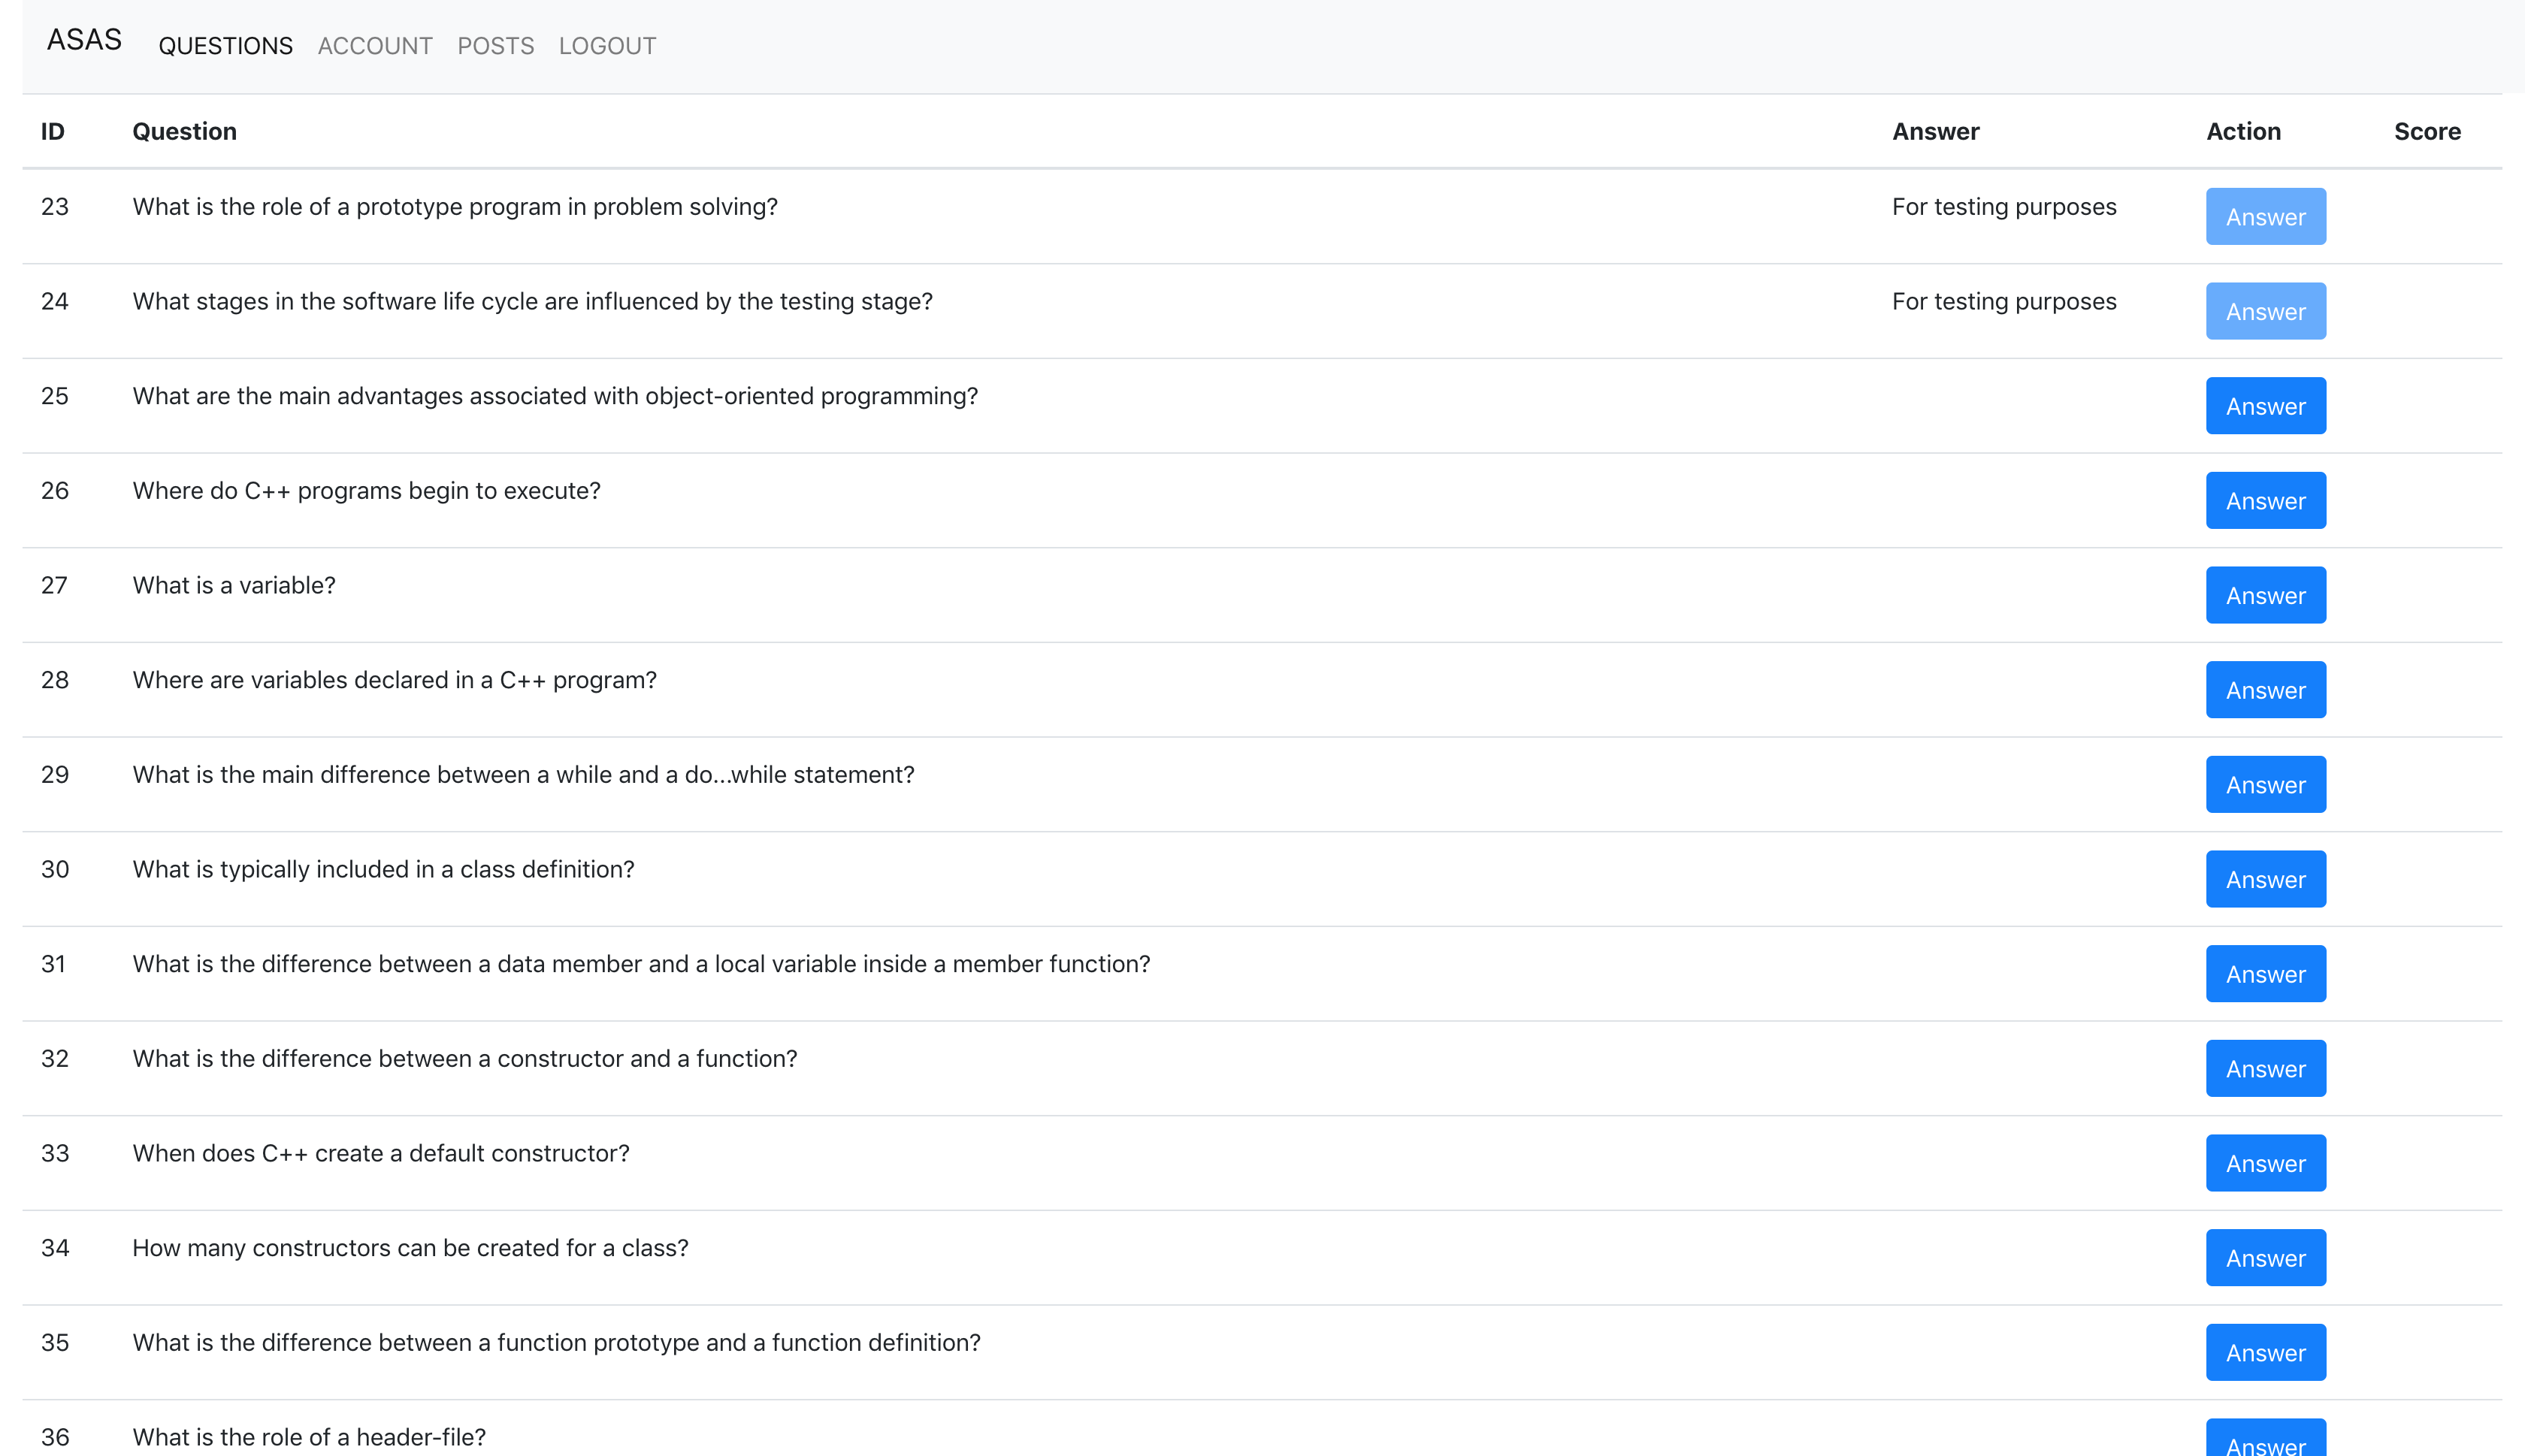 ASAS QUESTIONS ACCOUNT POSTS LOGOUT
ID Question Answer Action Score
23 What is the role of a prototype program in problem solving? For testing purposes Answer
24 What stages in the software life cycle are influenced by the testing stage? For testing purposes Answer
25 What are the main advantages associated with object-oriented programming? Answer
26 Where do C++ programs begin to execute? Answer
27 What is a variable? Answer
28 Where are variables declared in a C++ program? Answer
29 What is the main difference between a while and a do...while statement? Answer
30 What is typically included in a class definition? Answer
31 What is the difference between a data member and a local variable inside a member function? Answer
32 What is the difference between a constructor and a function? Answer
33 When does C++ create a default constructor? Answer
34 How many constructors can be created for a class? Answer
35 What is the difference between a function prototype and a function definition? Answer
36 What is the role of a header-file? Answer